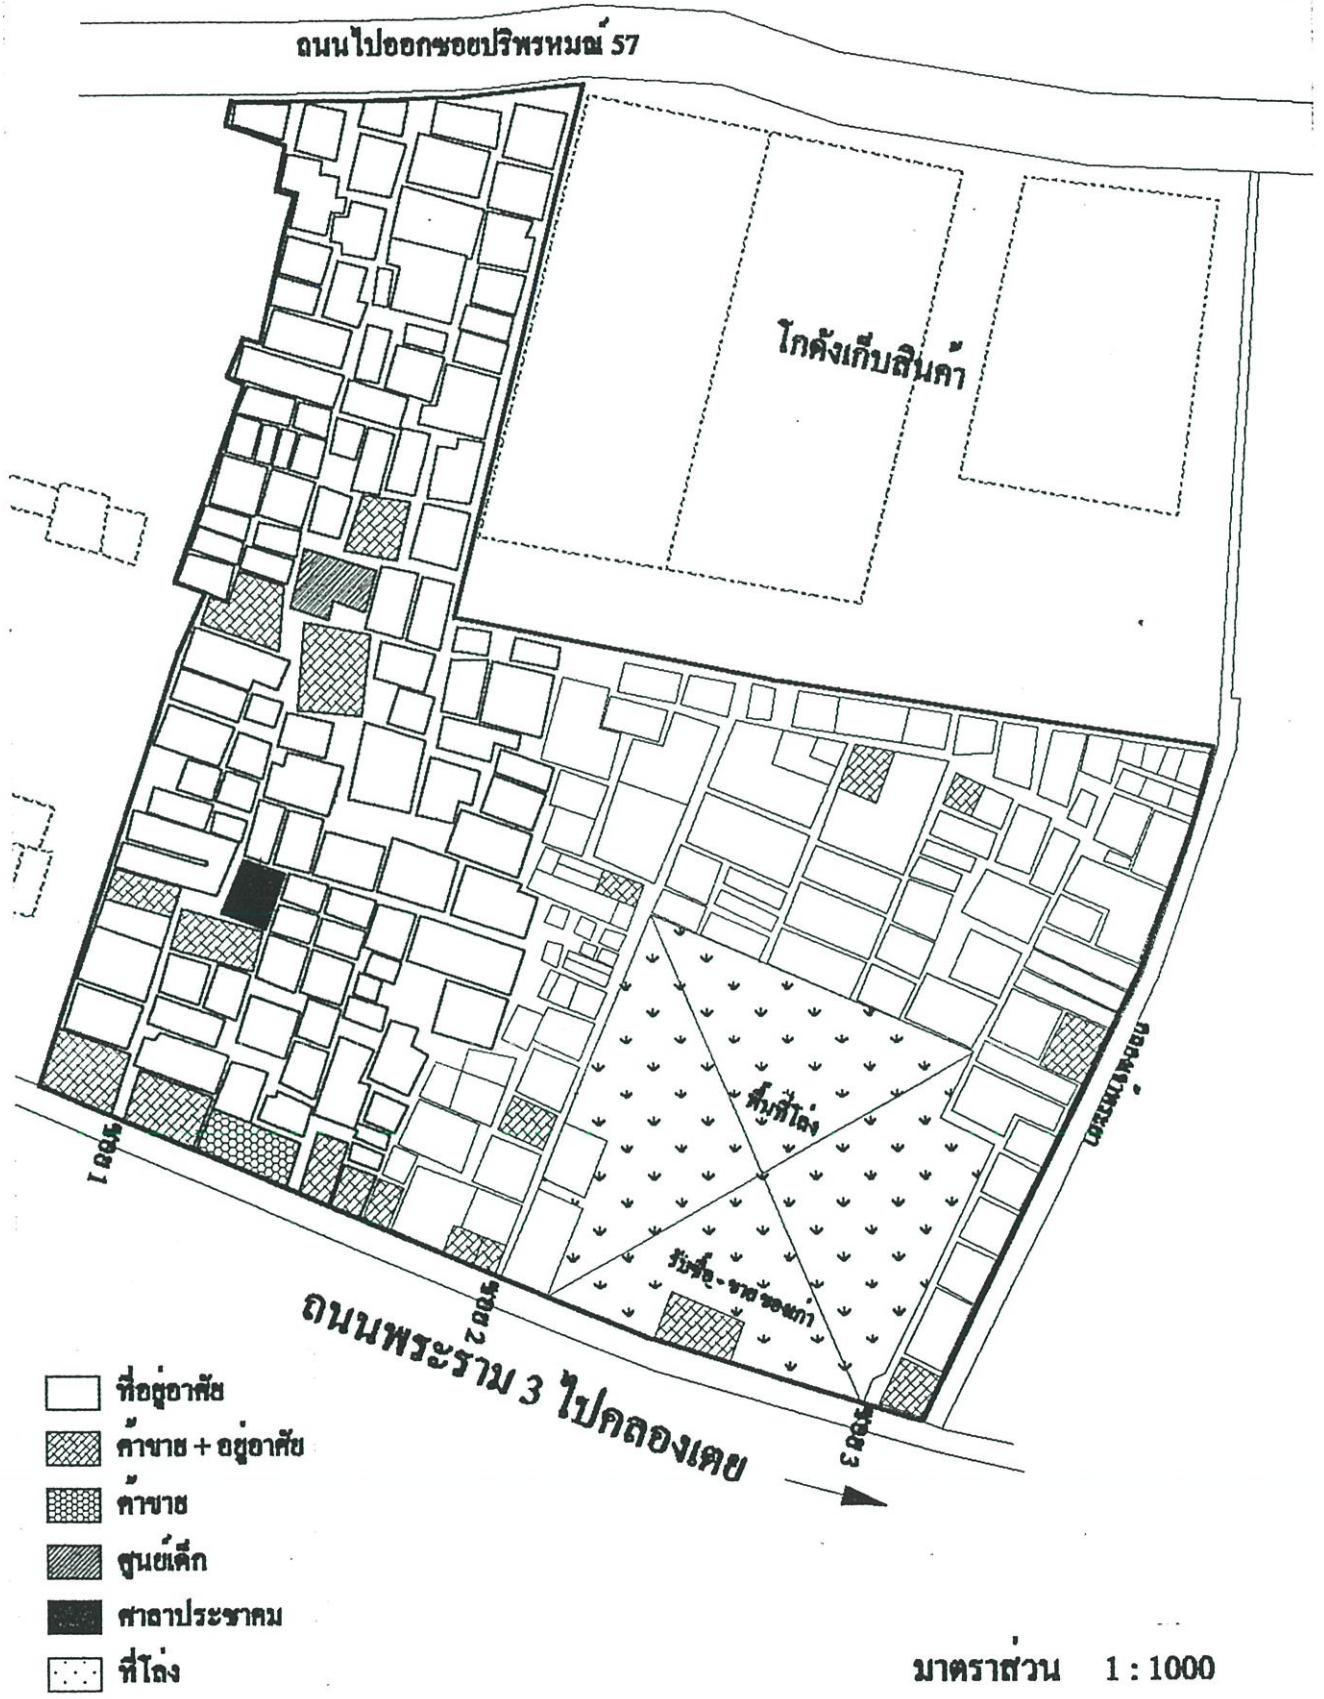 ถนนไปออกซอยปริพรหมณ์ 57
โกดังเก็บสินค้า
พื้นที่โล่ง
รับซื้อ - ขายของเก่า
ซอย 1
ซอย 2
ซอย 3
ถนนพระราม 3 ไปคลองเตย
ที่อยู่อาศัย
ค้าขาย + อยู่อาศัย
ค้าขาย
ศูนย์เด็ก
ศาลาประชาคม
ที่โล่ง
มาตราส่วน 1 : 1000